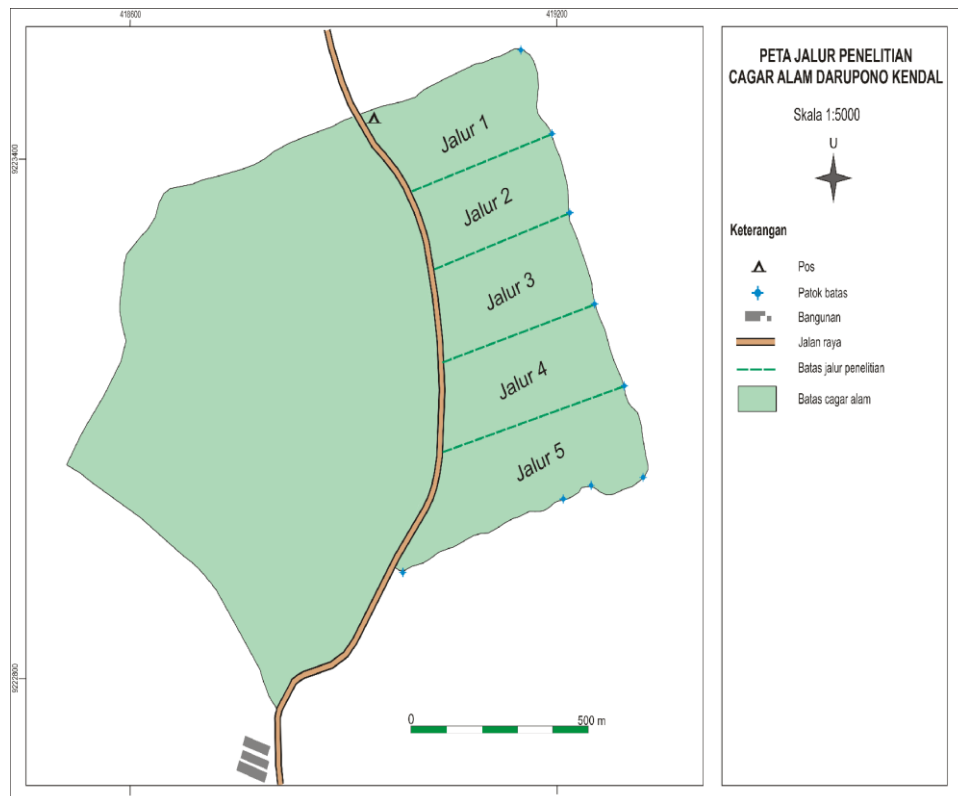 418600
419200
9223400
9222800
Jalur 1
Jalur 2
Jalur 3
Jalur 4
Jalur 5
0
500 m
PETA JALUR PENELITIAN
CAGAR ALAM DARUPONO KENDAL
Skala 1:5000
U
Keterangan
Pos
Patok batas
Bangunan
Jalan raya
Batas jalur penelitian
Batas cagar alam